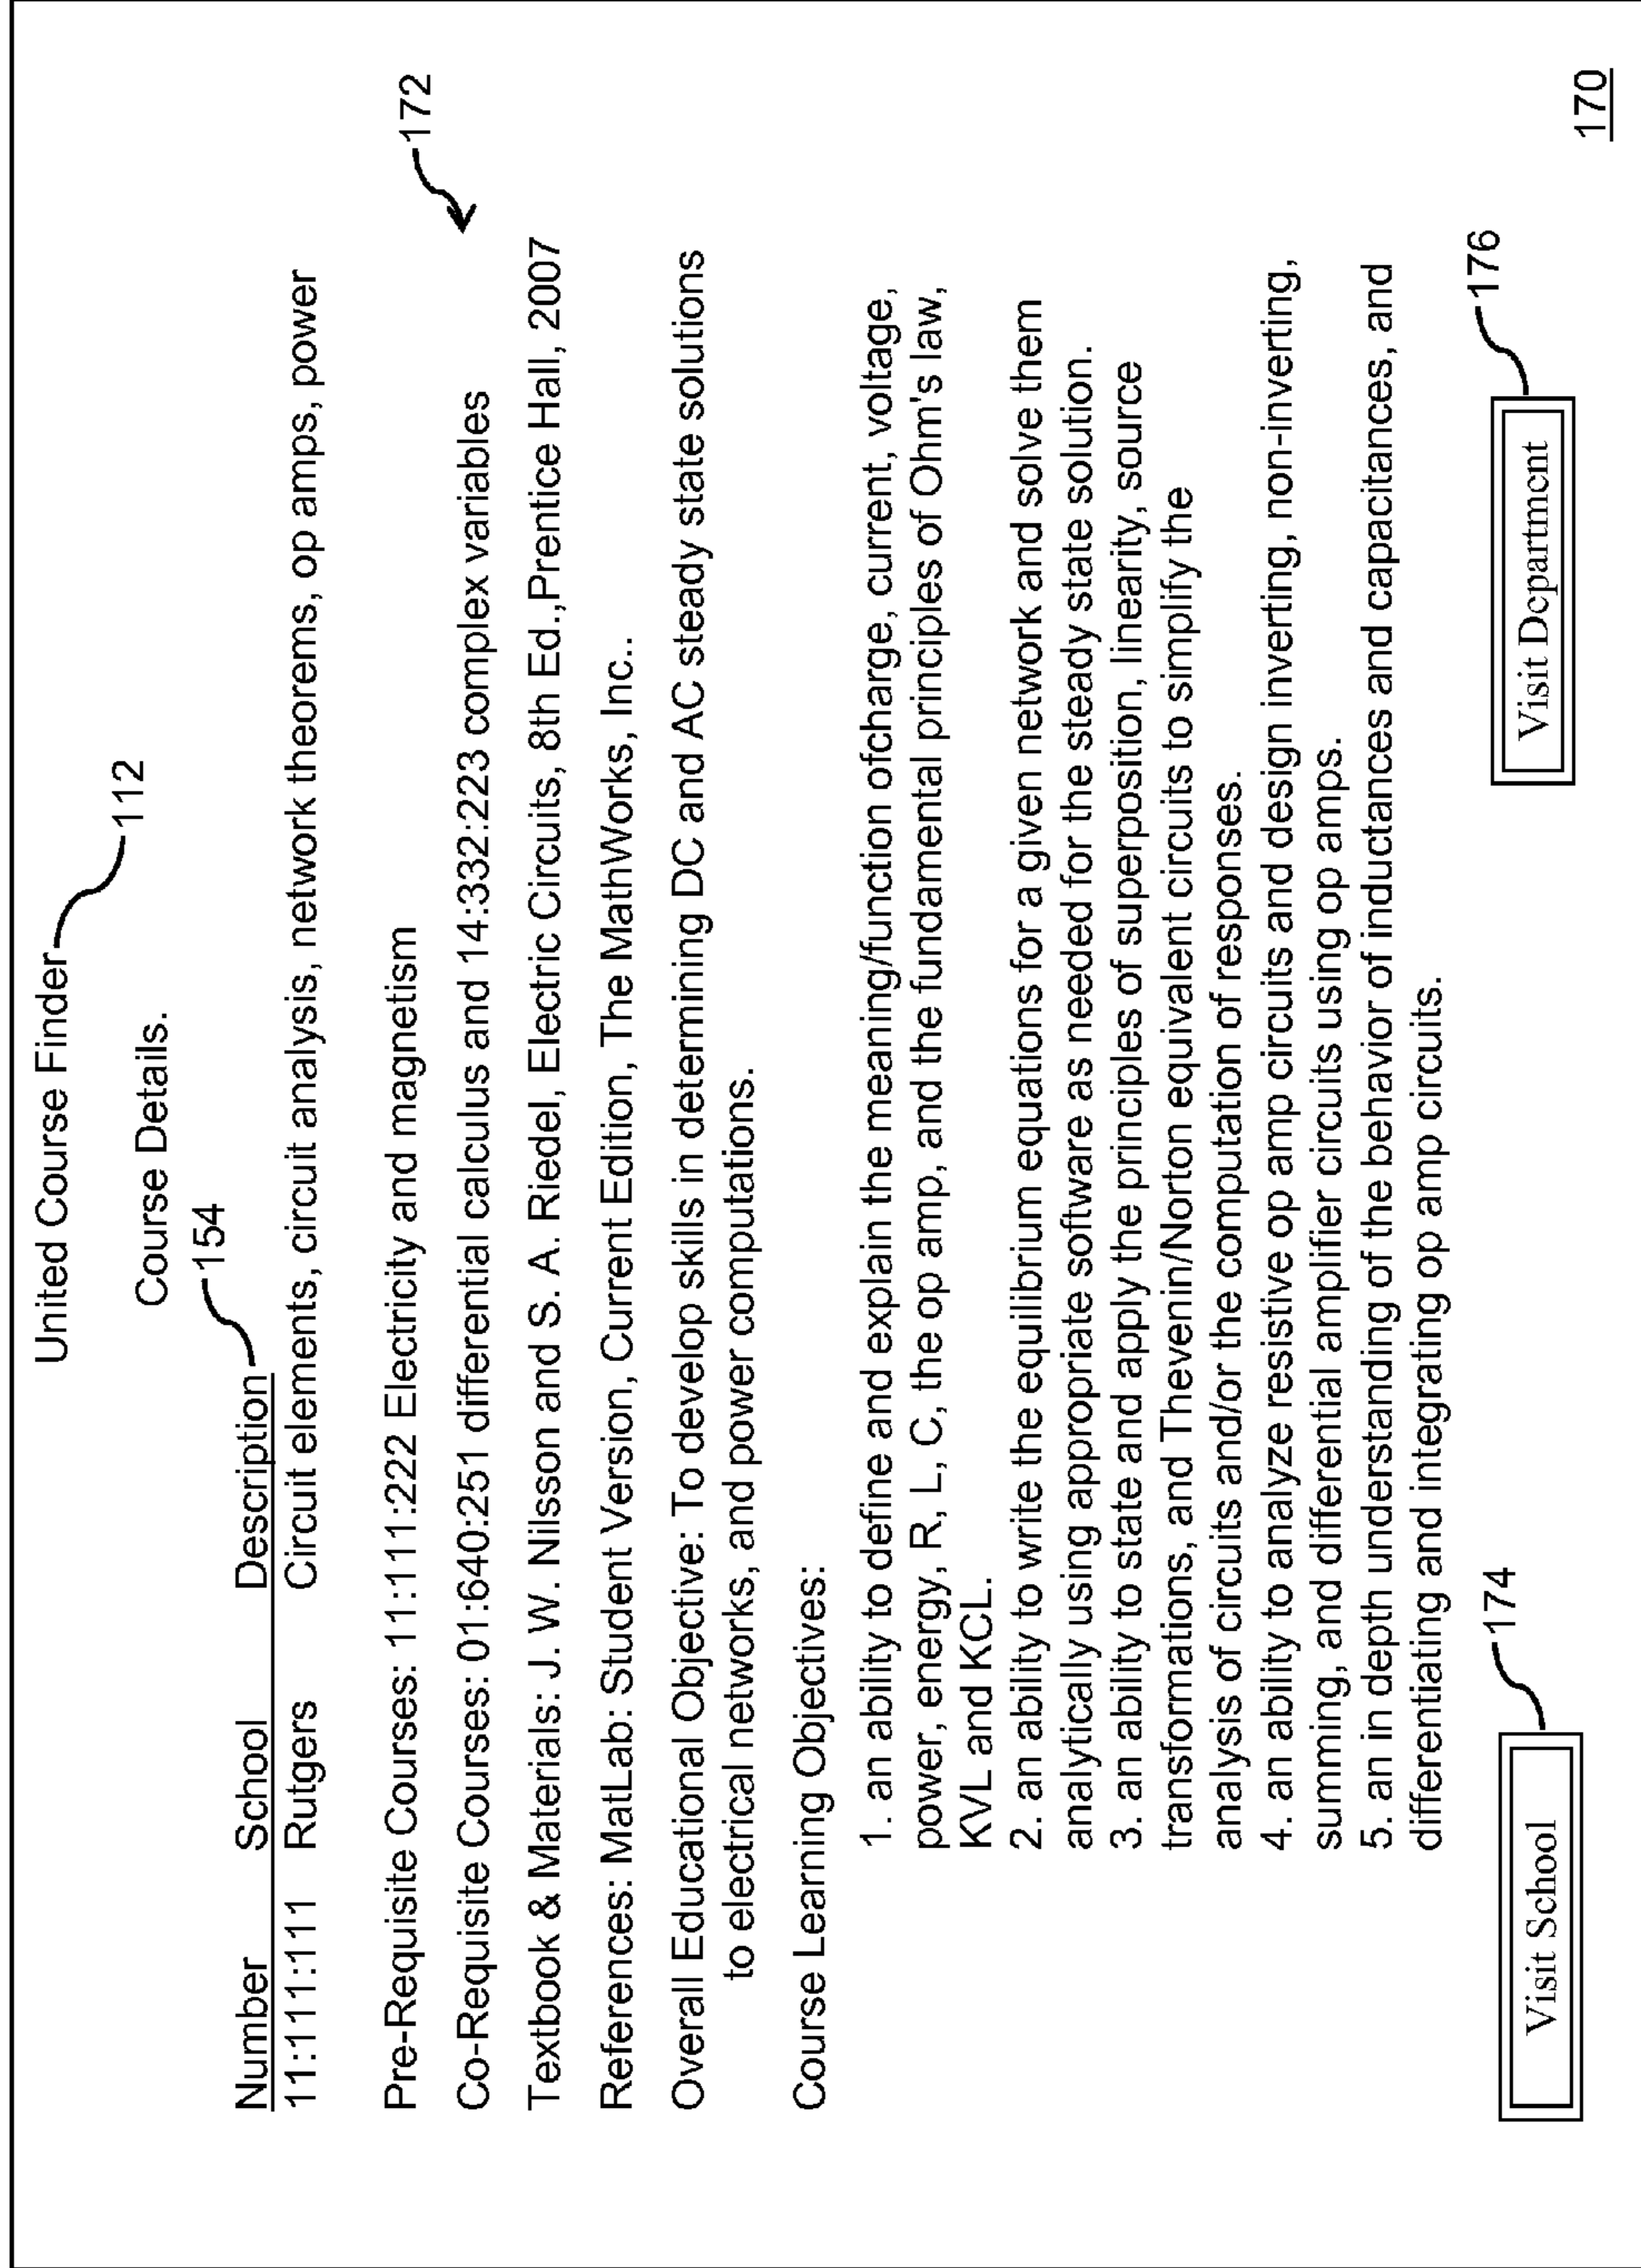 United Course Finder 112
Course Details.
154
Number School Description
11:111:111 Rutgers Circuit elements, circuit analysis, network theorems, op amps, power
Pre-Requisite Courses: 11:111:222 Electricity and magnetism
172
Co-Requisite Courses: 01:640:251 differential calculus and 14:332:223 complex variables
Textbook & Materials: J. W. Nilsson and S. A. Riedel, Electric Circuits, 8th Ed.,Prentice Hall, 2007
References: MatLab: Student Version, Current Edition, The MathWorks, Inc..
Overall Educational Objective: To develop skills in determining DC and AC steady state solutions
to electrical networks, and power computations.
Course Learning Objectives:
1. an ability to define and explain the meaning/function ofcharge, current, voltage,
power, energy, R, L, C, the op amp, and the fundamental principles of Ohm's law,
KVL and KCL.
2. an ability to write the equilibrium equations for a given network and solve them
analytically using appropriate software as needed for the steady state solution.
3. an ability to state and apply the principles of superposition, linearity, source
transformations, and Thevenin/Norton equivalent circuits to simplify the
analysis of circuits and/or the computation of responses.
4. an ability to analyze resistive op amp circuits and design inverting, non-inverting,
summing, and differential amplifier circuits using op amps.
5. an in depth understanding of the behavior of inductances and capacitances, and
differentiating and integrating op amp circuits.
174 176
Visit School Visit Department
170